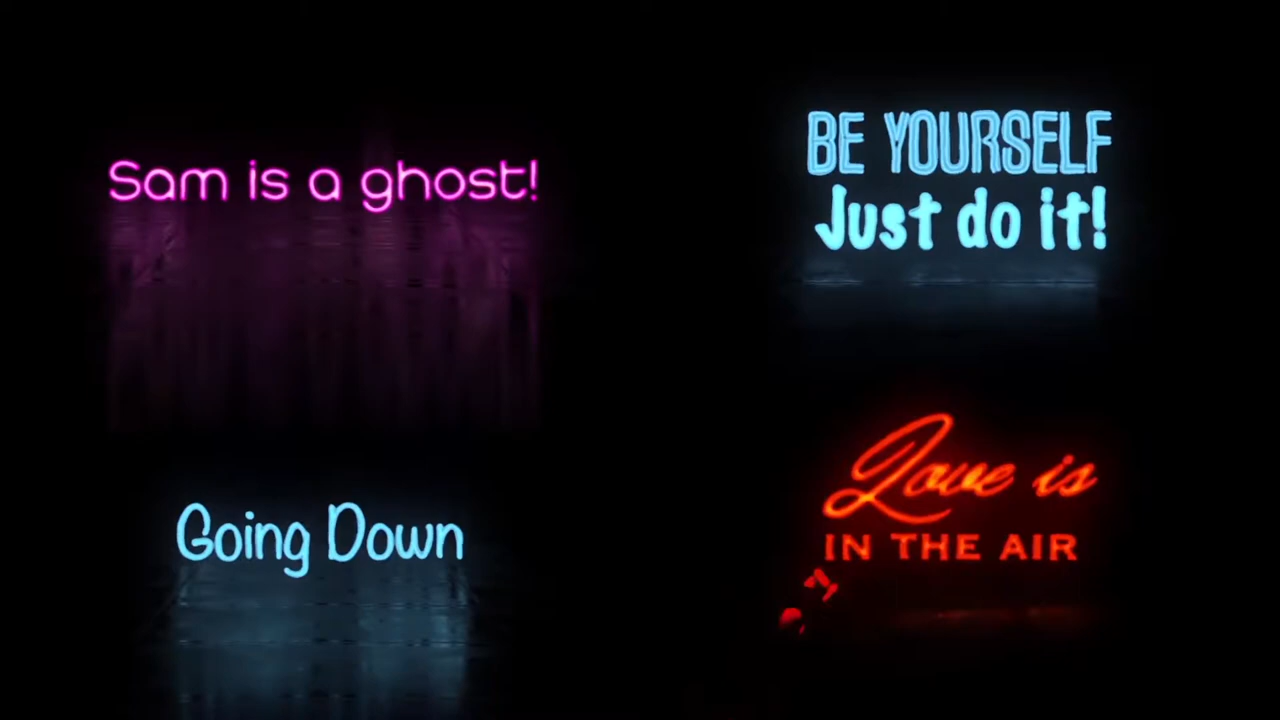 Sam is a ghost!
BE YOURSELF
Just do it!
Going Down
Love is
IN THE AIR